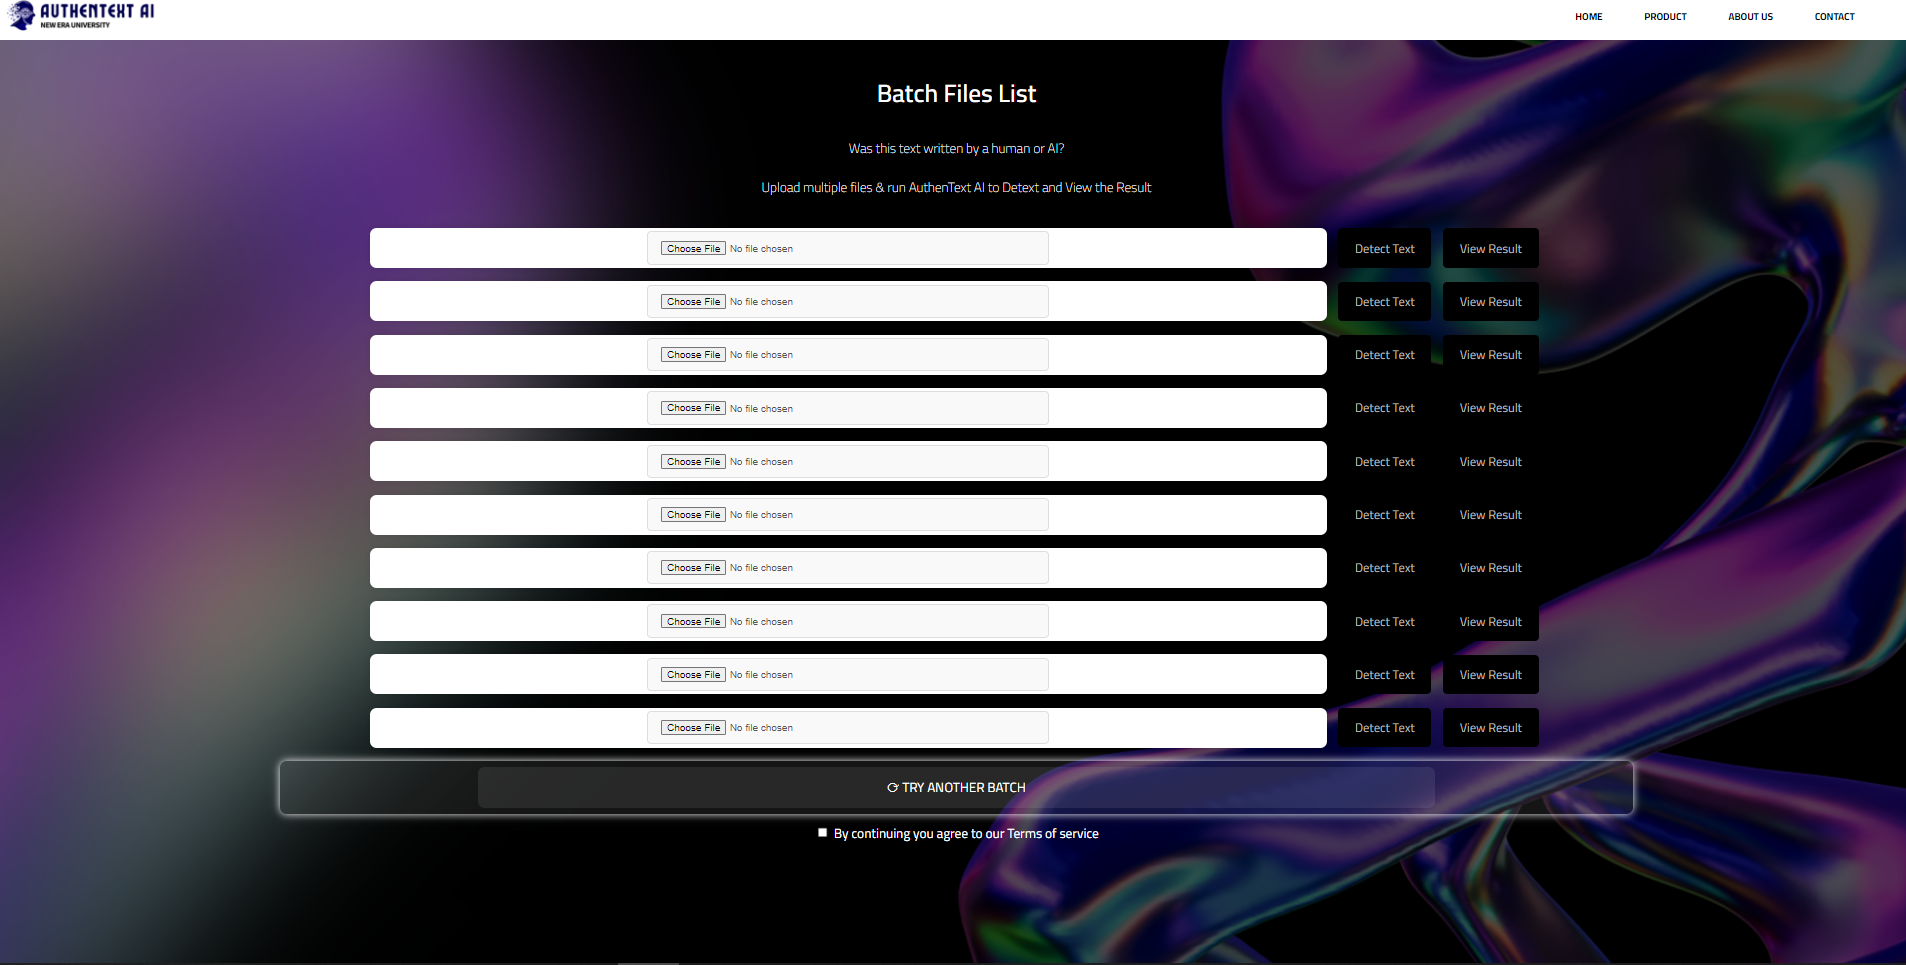 AUTHENTEXT AI
NEW ERA UNIVERSITY
HOME PRODUCT ABOUT US CONTACT
Batch Files List
Was this text written by a human or AI?
Upload multiple files & run AuthenText AI to Detext and View the Result
Choose File No file chosen Detect Text View Result
Choose File No file chosen Detect Text View Result
Choose File No file chosen Detect Text View Result
Choose File No file chosen Detect Text View Result
Choose File No file chosen Detect Text View Result
Choose File No file chosen Detect Text View Result
Choose File No file chosen Detect Text View Result
Choose File No file chosen Detect Text View Result
Choose File No file chosen Detect Text View Result
Choose File No file chosen Detect Text View Result
TRY ANOTHER BATCH
By continuing you agree to our Terms of service